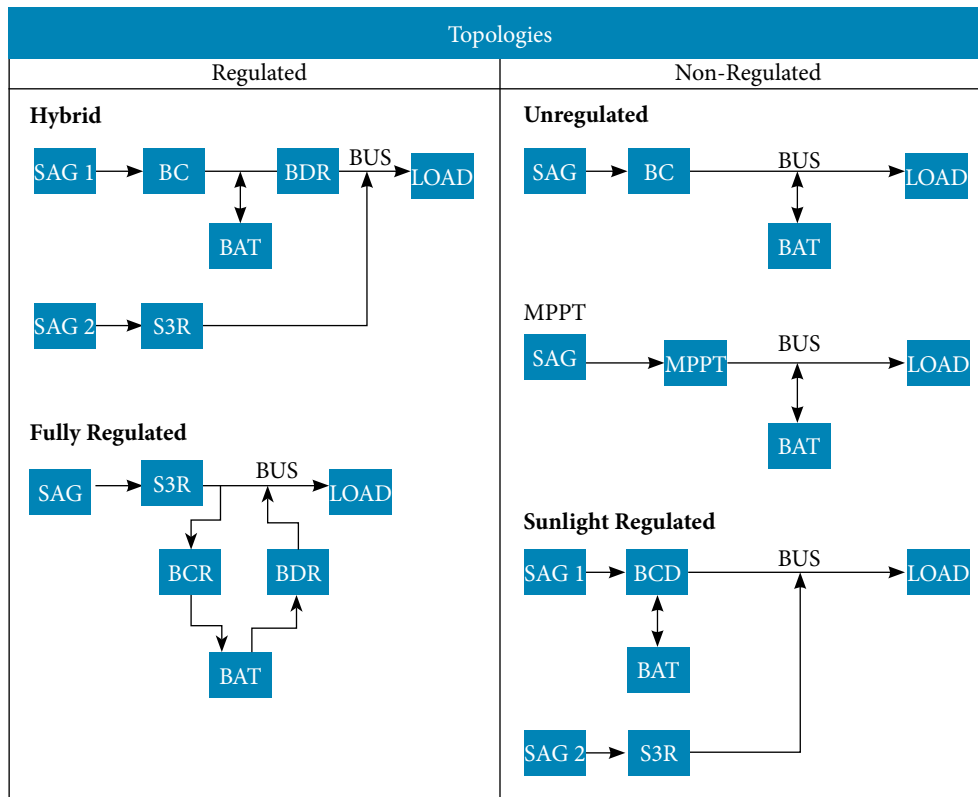 Topologies
Regulated
Non-Regulated
Hybrid
SAG 1 BC BDR BUS LOAD
BAT
SAG 2 S3R
Fully Regulated
SAG S3R BUS LOAD
BCR BDR
BAT
Unregulated
SAG BC BUS LOAD
BAT
MPPT
SAG MPPT BUS LOAD
BAT
Sunlight Regulated
SAG 1 BCD BUS LOAD
BAT
SAG 2 S3R